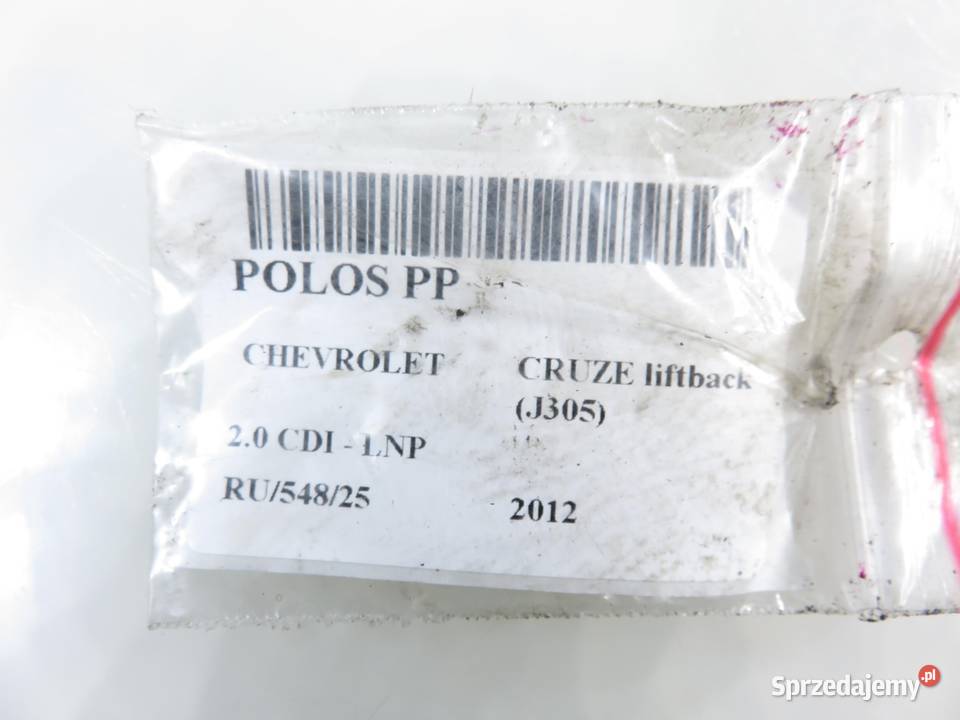 POLOS PP
CHEVROLET CRUZE liftback
(J305)
2.0 CDI - LNP
RU/548/25 2012
Sprzedajemy.pl